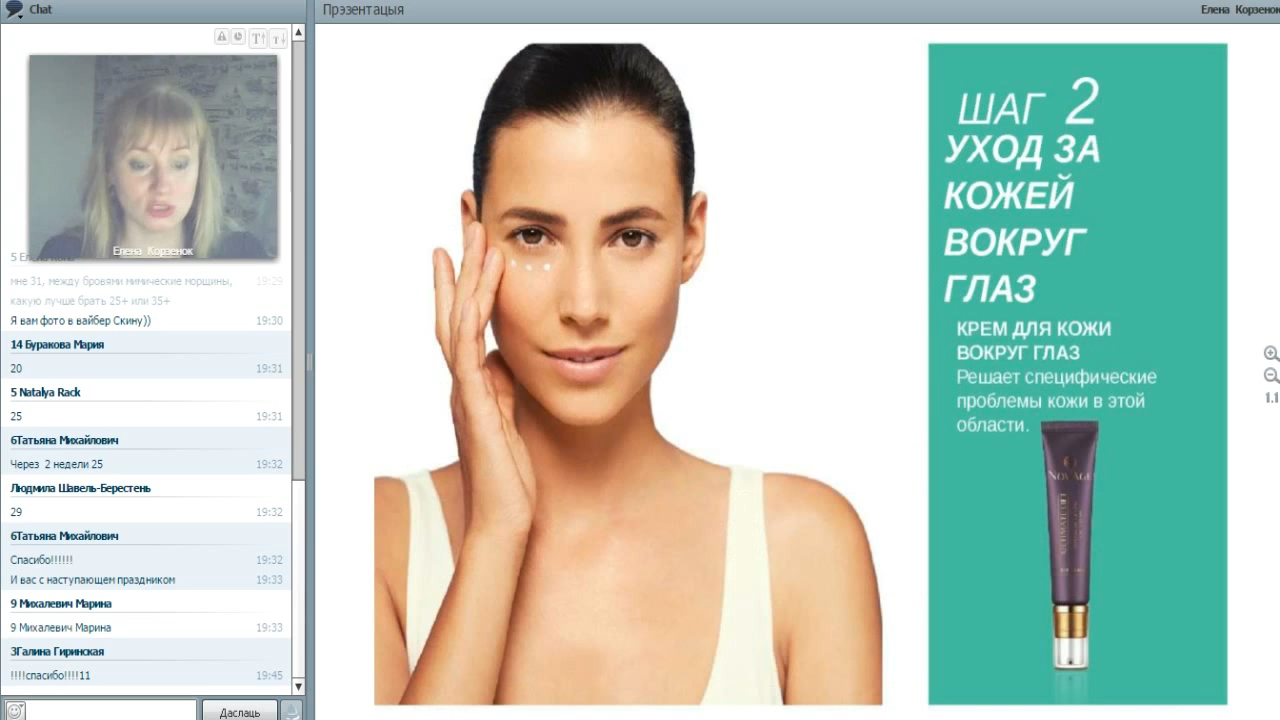 Chat
Прэзентацыя
Елена Корзенок
Елена Корзенок
мне 31, между бровями мимические морщины,
19:29
какую лучше брать 25+ или 35+
Я вам фото в вайбер Скину))
19:30
14 Буракова Мария
20
19:31
5 Natalya Rack
25
19:31
6Татьяна Михайлович
Через 2 недели 25
19:32
Людмила Шавель-Берестень
29
19:32
6Татьяна Михайлович
Спасибо!!!!!!
19:32
И вас с наступающем праздником
19:33
9 Михалевич Марина
9 Михалевич Марина
19:33
3Галина Гиринская
!!!!спасибо!!!!11
19:45
Даслаць
ШАГ 2
УХОД ЗА
КОЖЕЙ
ВОКРУГ
ГЛАЗ
КРЕМ ДЛЯ КОЖИ
ВОКРУГ ГЛАЗ
Решает специфические
проблемы кожи в этой
области.
NOVAGE
1.1